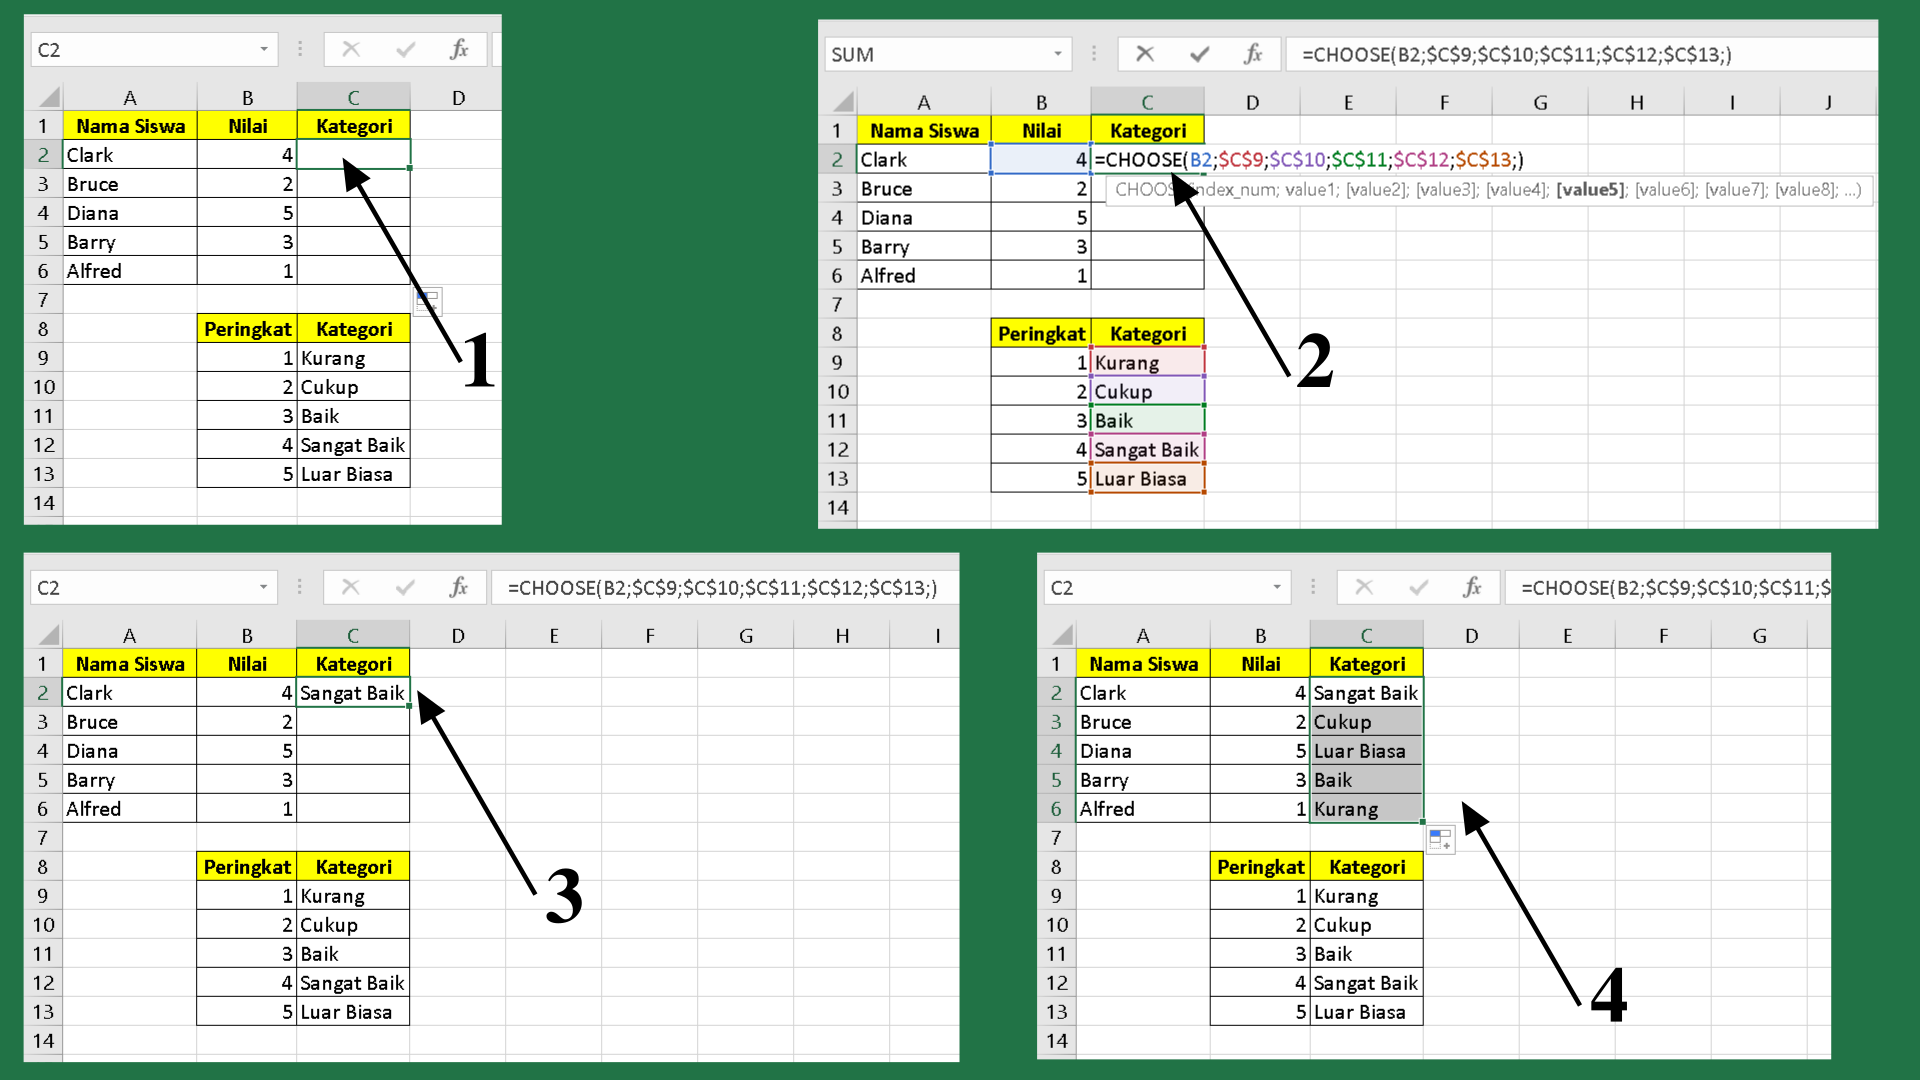 C2 fx
A B C D
1 Nama Siswa Nilai Kategori
2 Clark 4
3 Bruce 2
4 Diana 5
5 Barry 3
6 Alfred 1
7
8 Peringkat Kategori
9 1 Kurang
10 2 Cukup
11 3 Baik
12 4 Sangat Baik
13 5 Luar Biasa
14
1
SUM fx =CHOOSE(B2;$C$9;$C$10;$C$11;$C$12;$C$13;)
A B C D E F G H I J
1 Nama Siswa Nilai Kategori
2 Clark 4 =CHOOSE(B2;$C$9;$C$10;$C$11;$C$12;$C$13;)
CHOOSE(index_num; value1; [value2]; [value3]; [value4]; [value5]; [value6]; [value7]; [value8]; ...)
3 Bruce 2
4 Diana 5
5 Barry 3
6 Alfred 1
7
8 Peringkat Kategori
9 1 Kurang
10 2 Cukup
11 3 Baik
12 4 Sangat Baik
13 5 Luar Biasa
14
2
C2 fx =CHOOSE(B2;$C$9;$C$10;$C$11;$C$12;$C$13;)
A B C D E F G H I
1 Nama Siswa Nilai Kategori
2 Clark 4 Sangat Baik
3 Bruce 2
4 Diana 5
5 Barry 3
6 Alfred 1
7
8 Peringkat Kategori
9 1 Kurang
10 2 Cukup
11 3 Baik
12 4 Sangat Baik
13 5 Luar Biasa
14
3
C2 fx =CHOOSE(B2;$C$9;$C$10;$C$11;$
A B C D E F G
1 Nama Siswa Nilai Kategori
2 Clark 4 Sangat Baik
3 Bruce 2 Cukup
4 Diana 5 Luar Biasa
5 Barry 3 Baik
6 Alfred 1 Kurang
7
8 Peringkat Kategori
9 1 Kurang
10 2 Cukup
11 3 Baik
12 4 Sangat Baik
13 5 Luar Biasa
14
4